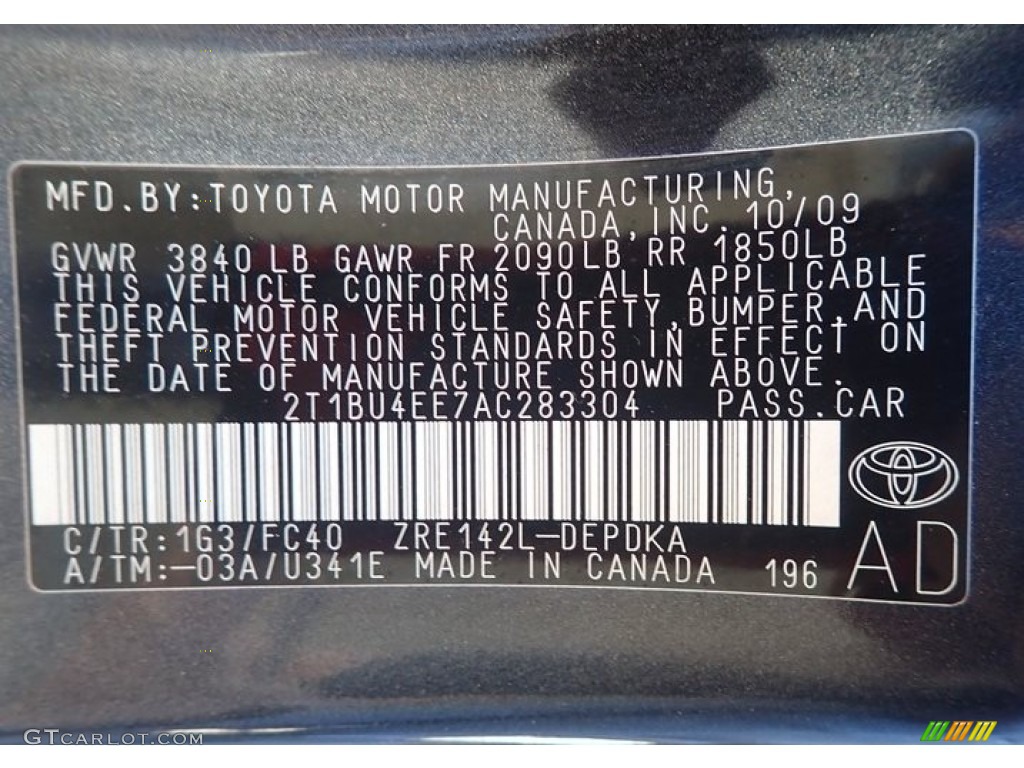 MFD.BY:TOYOTA MOTOR MANUFACTURING,
CANADA,INC. 10/09
GVWR 3840 LB GAWR FR 2090LB RR 1850LB
THIS VEHICLE CONFORMS TO ALL APPLICABLE
FEDERAL MOTOR VEHICLE SAFETY,BUMPER,AND
THEFT PREVENTION STANDARDS IN EFFECT ON
THE DATE OF MANUFACTURE SHOWN ABOVE.
2T1BU4EE7AC283304 PASS.CAR
C/TR:1G3/FC40 ZRE142L-DEPDKA
A/TM:-03A/U341E MADE IN CANADA 196 AD
GTCARLOT.COM